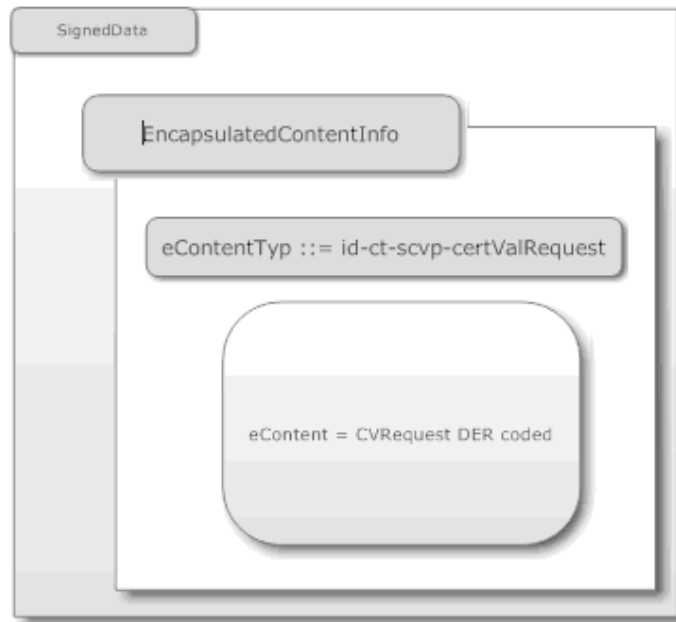 SignedData
EncapsulatedContentInfo
eContentTyp ::= id-ct-scvp-certValRequest
eContent = CVRequest DER coded